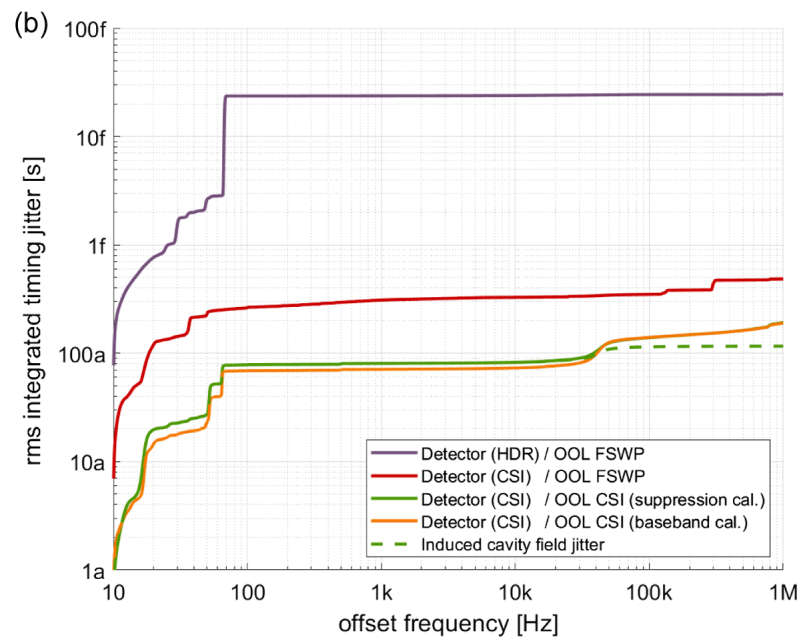 (b)
100f
10f
1f
100a
10a
1a
rms integrated timing jitter [s]
Detector (HDR) / OOL FSWP
Detector (CSI) / OOL FSWP
Detector (CSI) / OOL CSI (suppression cal.)
Detector (CSI) / OOL CSI (baseband cal.)
Induced cavity field jitter
10
100
1k
10k
100k
1M
offset frequency [Hz]